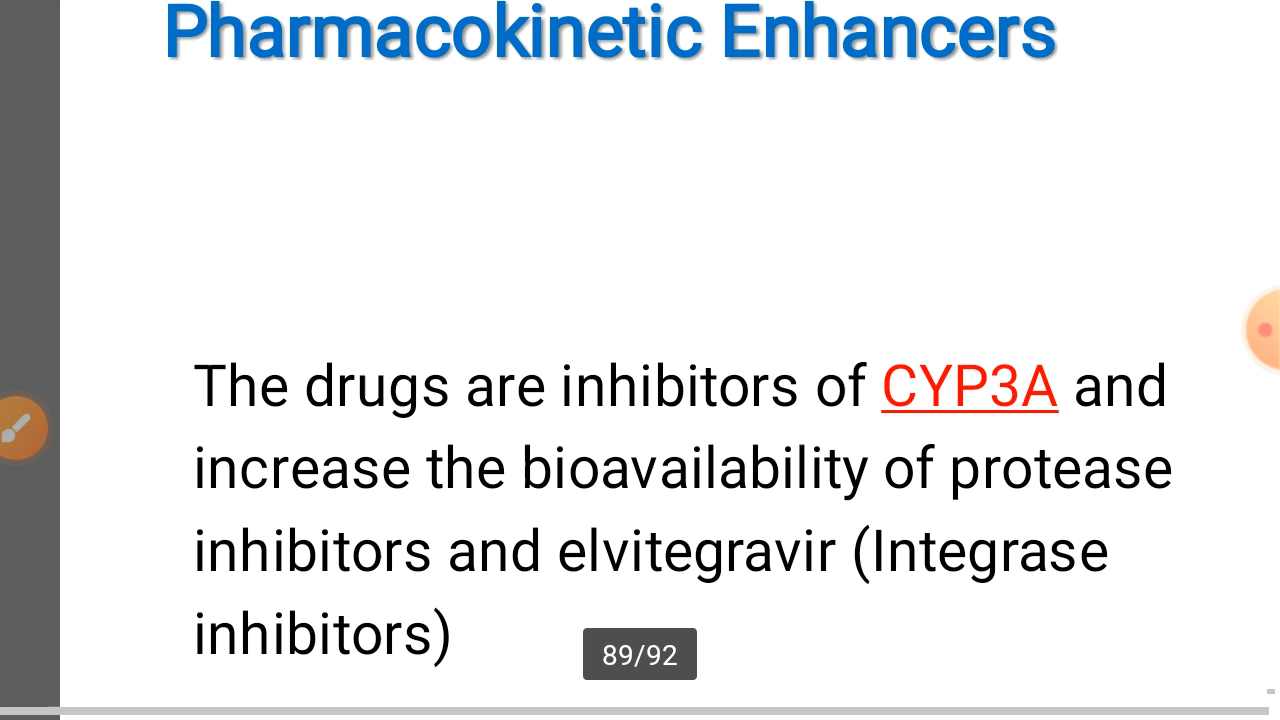 Pharmacokinetic Enhancers
The drugs are inhibitors of CYP3A and
increase the bioavailability of protease
inhibitors and elvitegravir (Integrase
inhibitors)
89/92